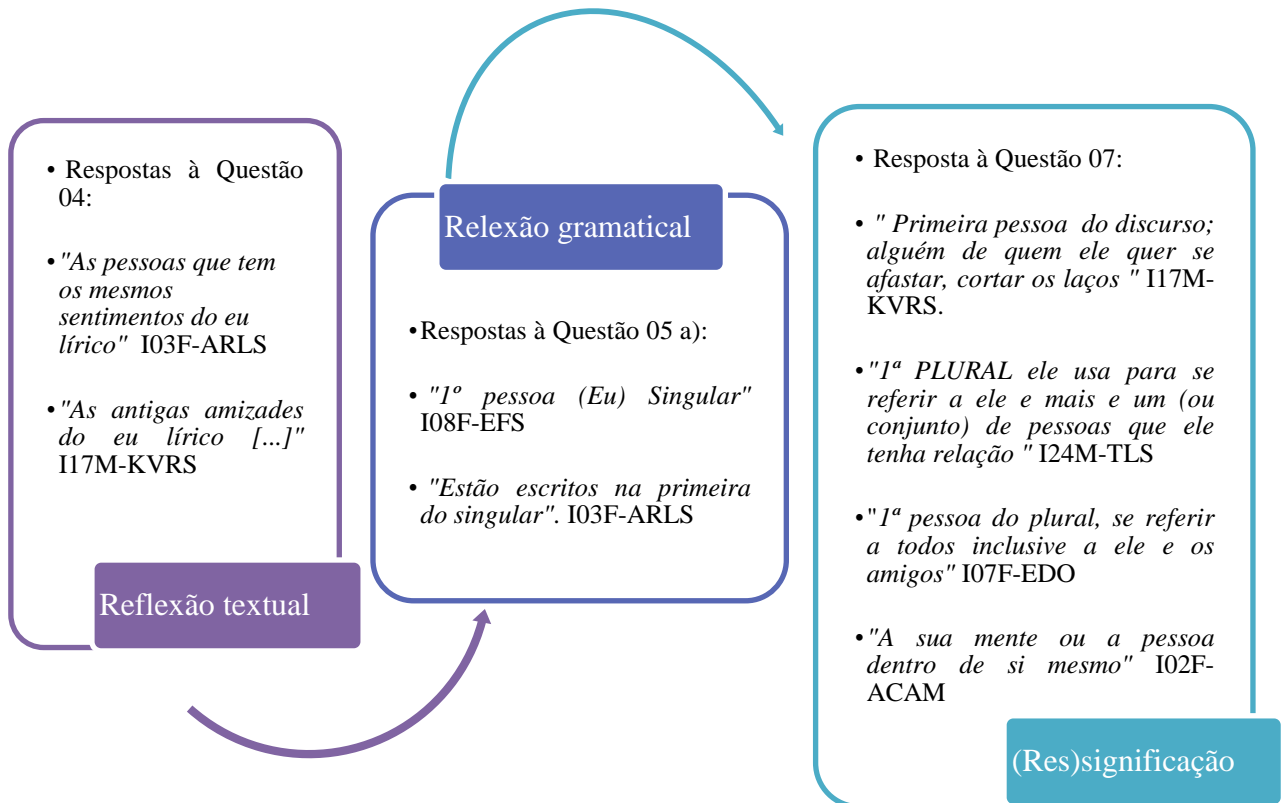 • Respostas à Questão
04:
•"As pessoas que tem
os mesmos
sentimentos do eu
lírico" I03F-ARLS
•"As antigas amizades
do eu lírico [...]"
I17M-KVRS
Reflexão textual
Relexão gramatical
•Respostas à Questão 05 a):
• "1º pessoa (Eu) Singular"
I08F-EFS
• "Estão escritos na primeira
do singular". I03F-ARLS
• Resposta à Questão 07:
• " Primeira pessoa do discurso;
alguém de quem ele quer se
afastar, cortar os laços " I17M-
KVRS.
•"1ª PLURAL ele usa para se
referir a ele e mais e um (ou
conjunto) de pessoas que ele
tenha relação " I24M-TLS
•"1ª pessoa do plural, se referir
a todos inclusive a ele e os
amigos" I07F-EDO
•"A sua mente ou a pessoa
dentro de si mesmo" I02F-
ACAM
(Res)significação